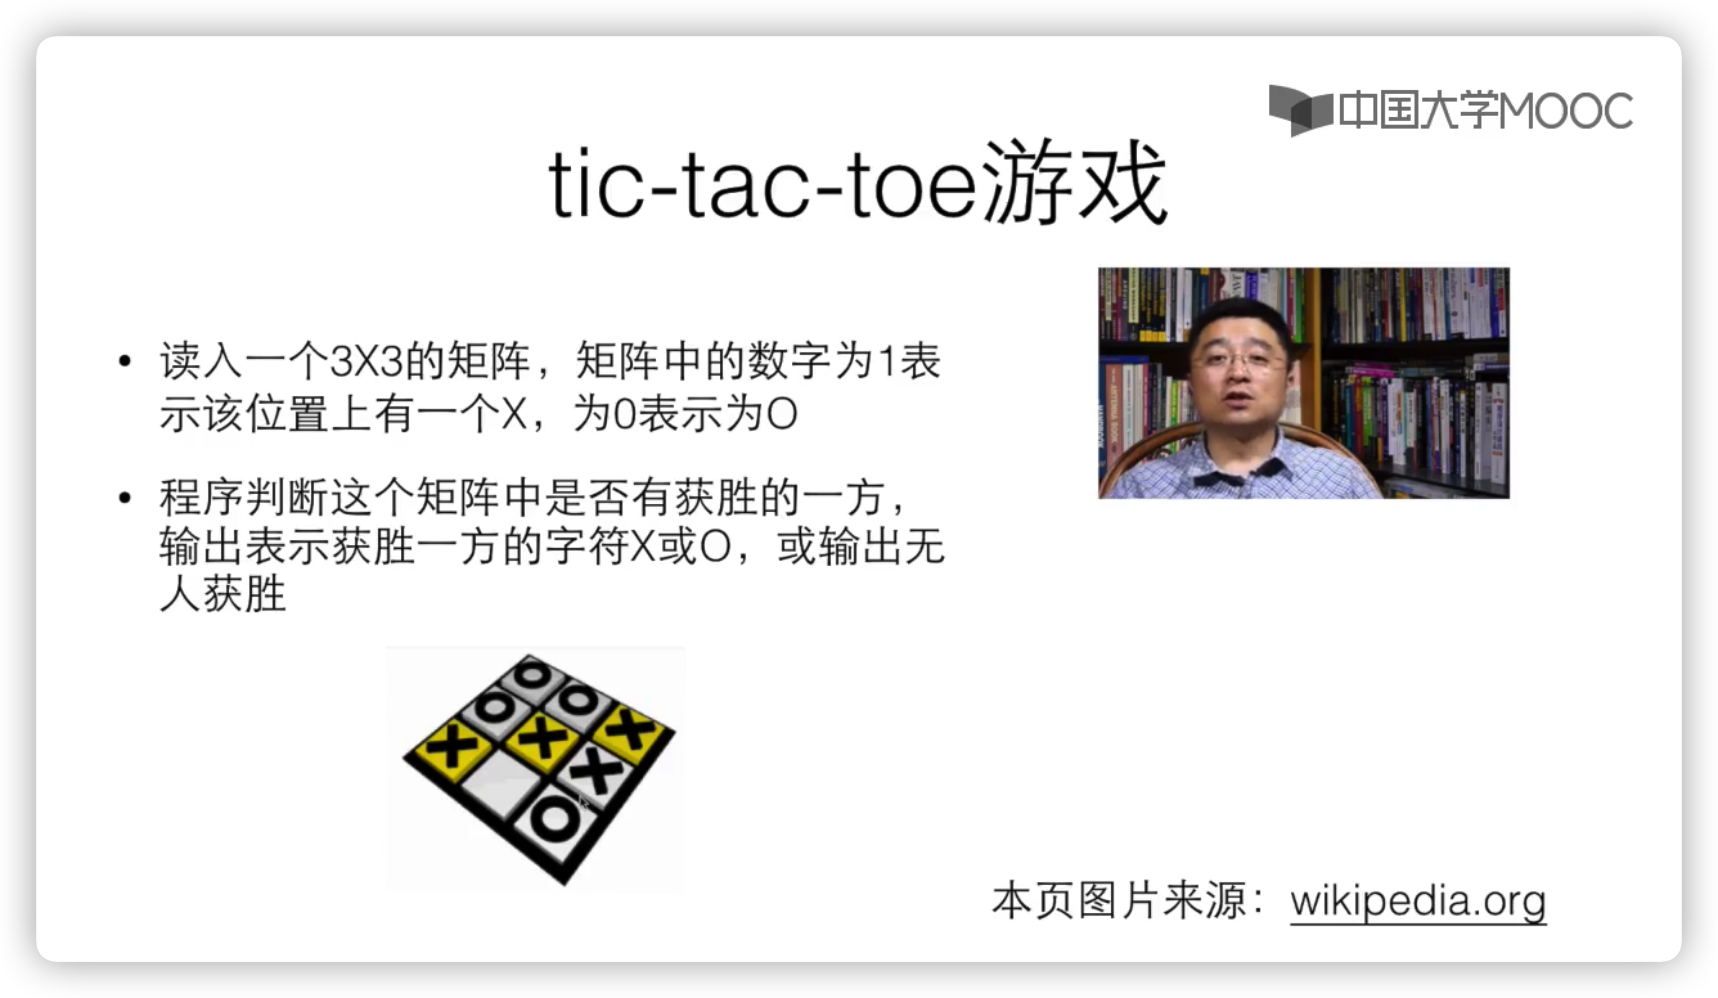 中国大学MOOC
tic-tac-toe游戏
• 读入一个3X3的矩阵，矩阵中的数字为1表
示该位置上有一个X，为0表示为O
• 程序判断这个矩阵中是否有获胜的一方，
输出表示获胜一方的字符X或O，或输出无
人获胜
本页图片来源：wikipedia.org